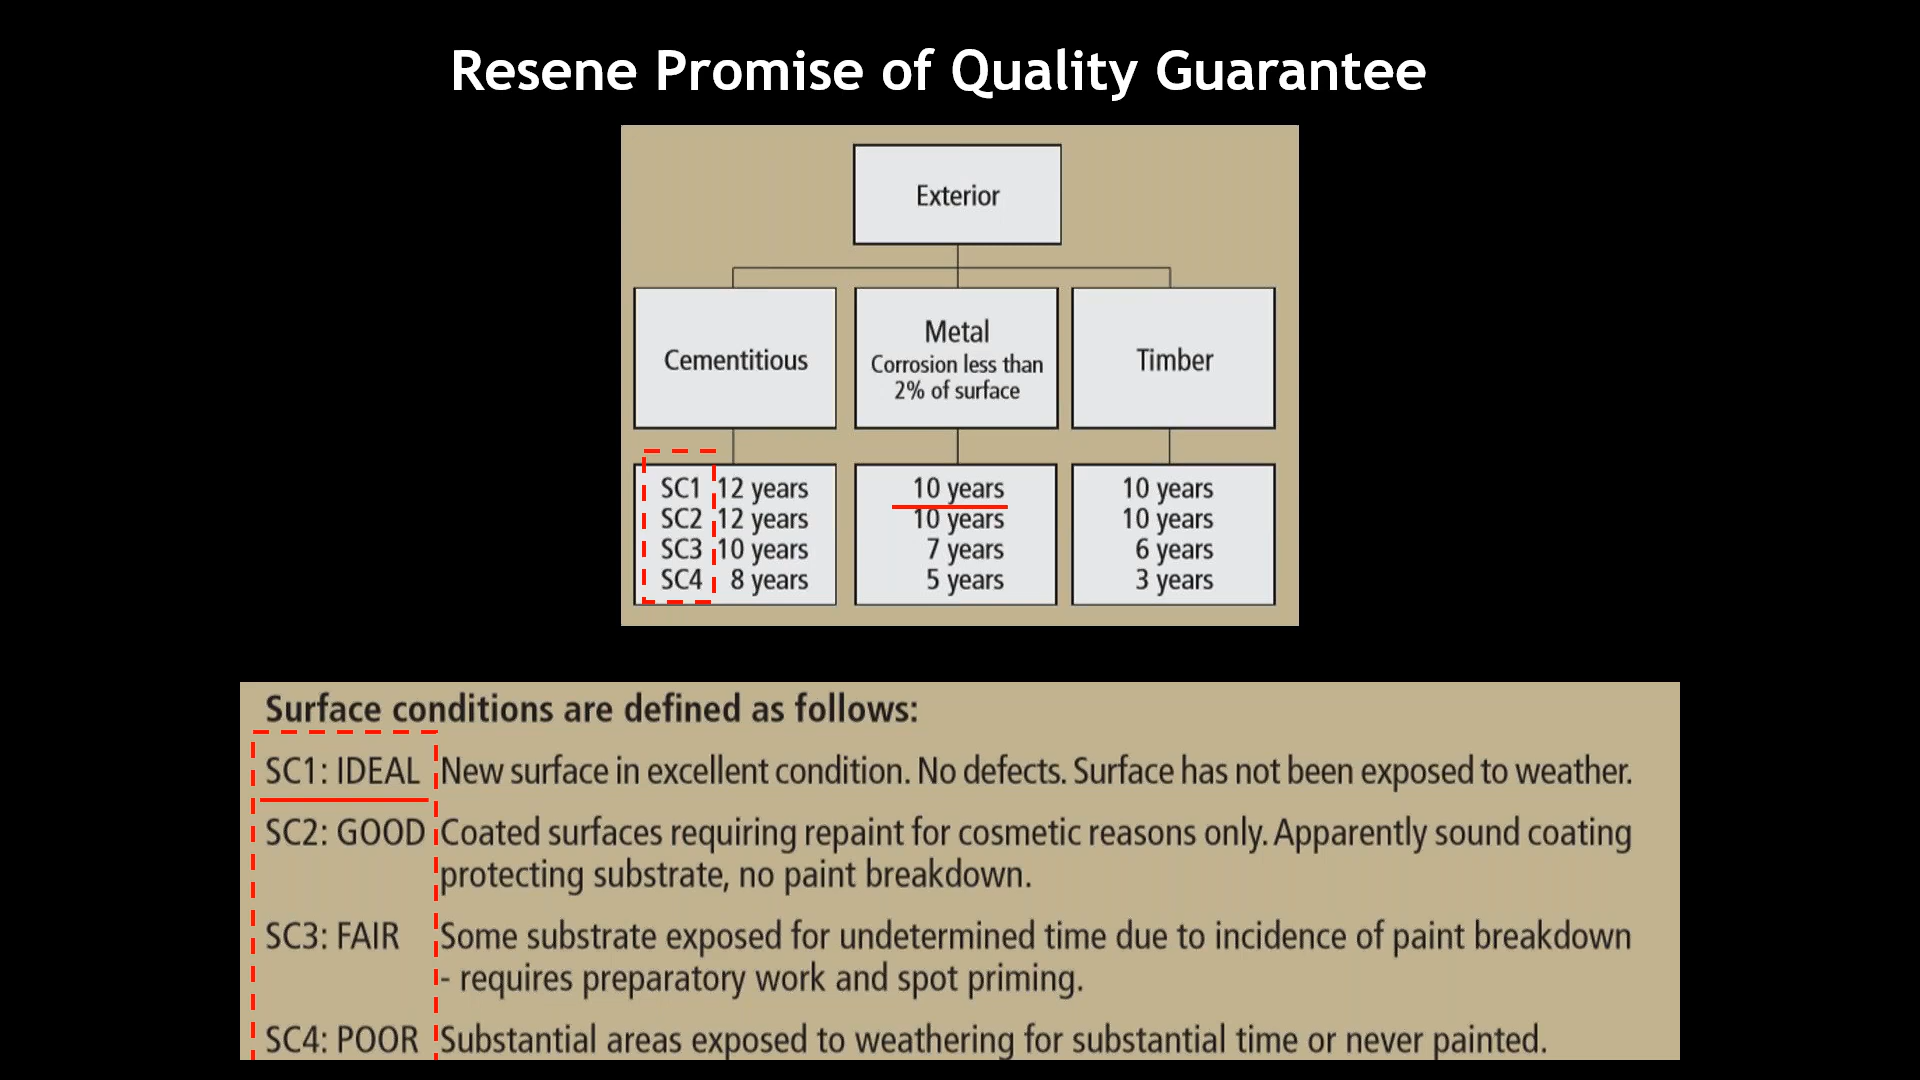 Resene Promise of Quality Guarantee
Exterior
Cementitious
Metal
Corrosion less than
2% of surface
Timber
SC1 12 years
SC2 12 years
SC3 10 years
SC4 8 years
10 years
10 years
7 years
5 years
10 years
10 years
6 years
3 years
Surface conditions are defined as follows:
SC1: IDEAL New surface in excellent condition. No defects. Surface has not been exposed to weather.
SC2: GOOD Coated surfaces requiring repaint for cosmetic reasons only. Apparently sound coating
protecting substrate, no paint breakdown.
SC3: FAIR Some substrate exposed for undetermined time due to incidence of paint breakdown
- requires preparatory work and spot priming.
SC4: POOR Substantial areas exposed to weathering for substantial time or never painted.